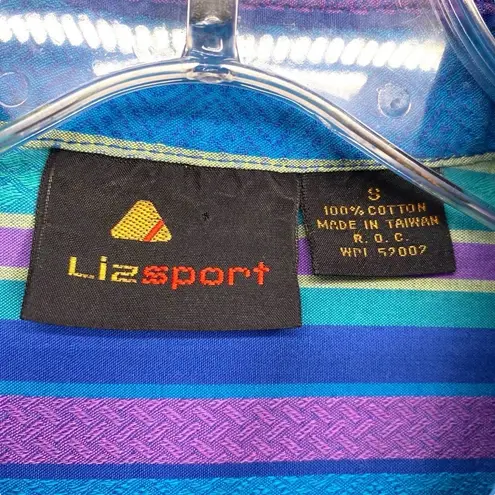 Lizsport
S
100% COTTON
MADE IN TAIWAN
R. O. C.
WPL 52002